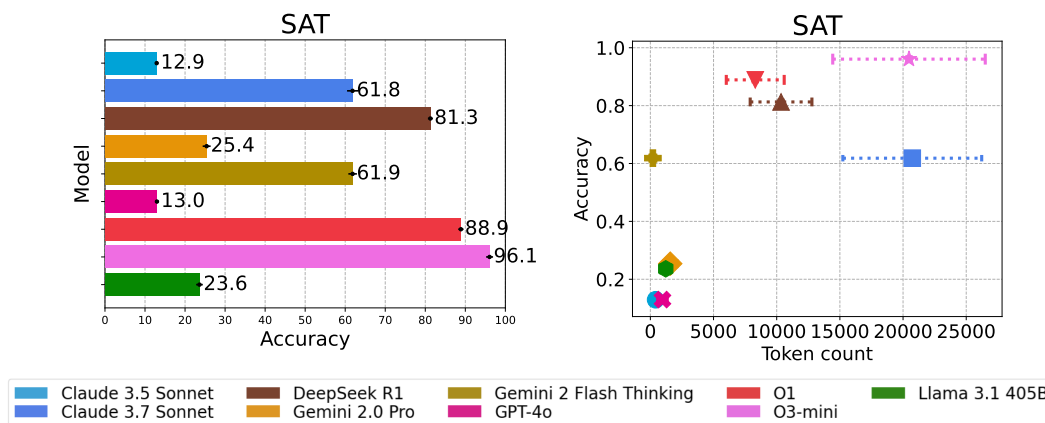 SAT
Model
12.9
61.8
81.3
25.4
61.9
13.0
88.9
96.1
23.6
0 10 20 30 40 50 60 70 80 90 100
Accuracy
SAT
Accuracy
1.0
0.8
0.6
0.4
0.2
0 5000 10000 15000 20000 25000
Token count
Claude 3.5 Sonnet DeepSeek R1 Gemini 2 Flash Thinking O1 Llama 3.1 405B
Claude 3.7 Sonnet Gemini 2.0 Pro GPT-4o O3-mini